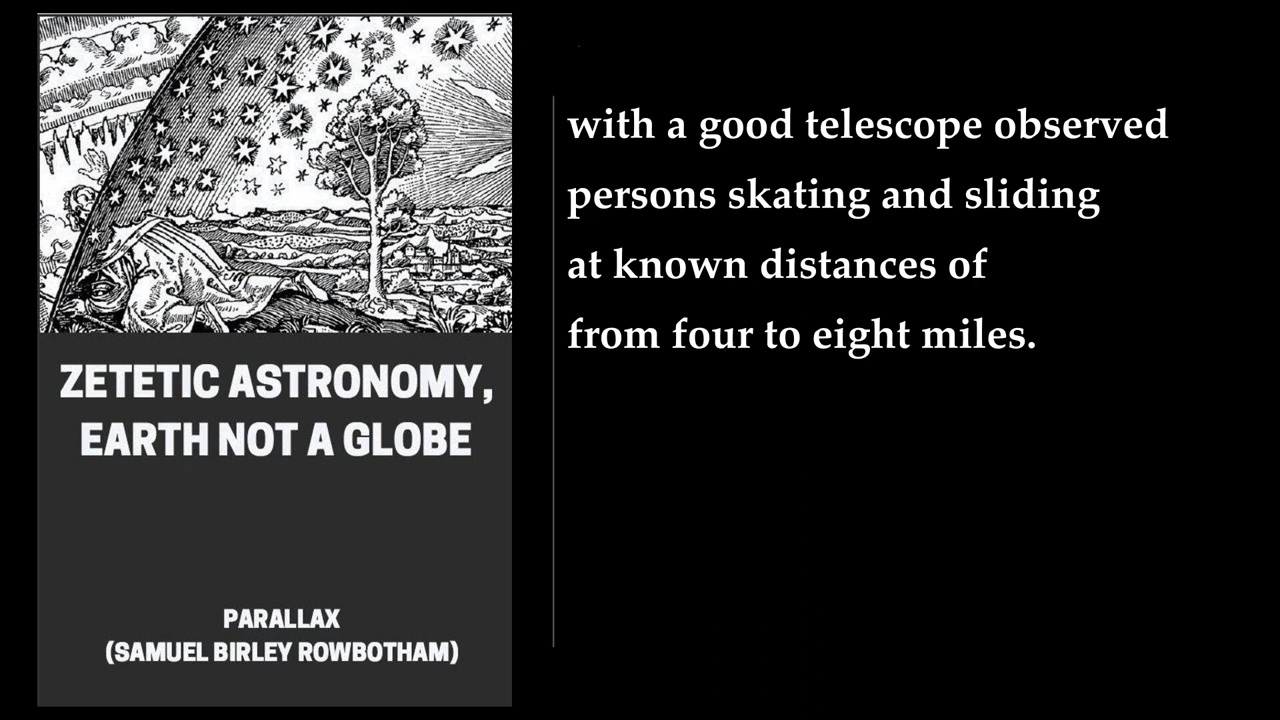 ZETETIC ASTRONOMY,
EARTH NOT A GLOBE
PARALLAX
(SAMUEL BIRLEY ROWBOTHAM)
with a good telescope observed
persons skating and sliding
at known distances of
from four to eight miles.